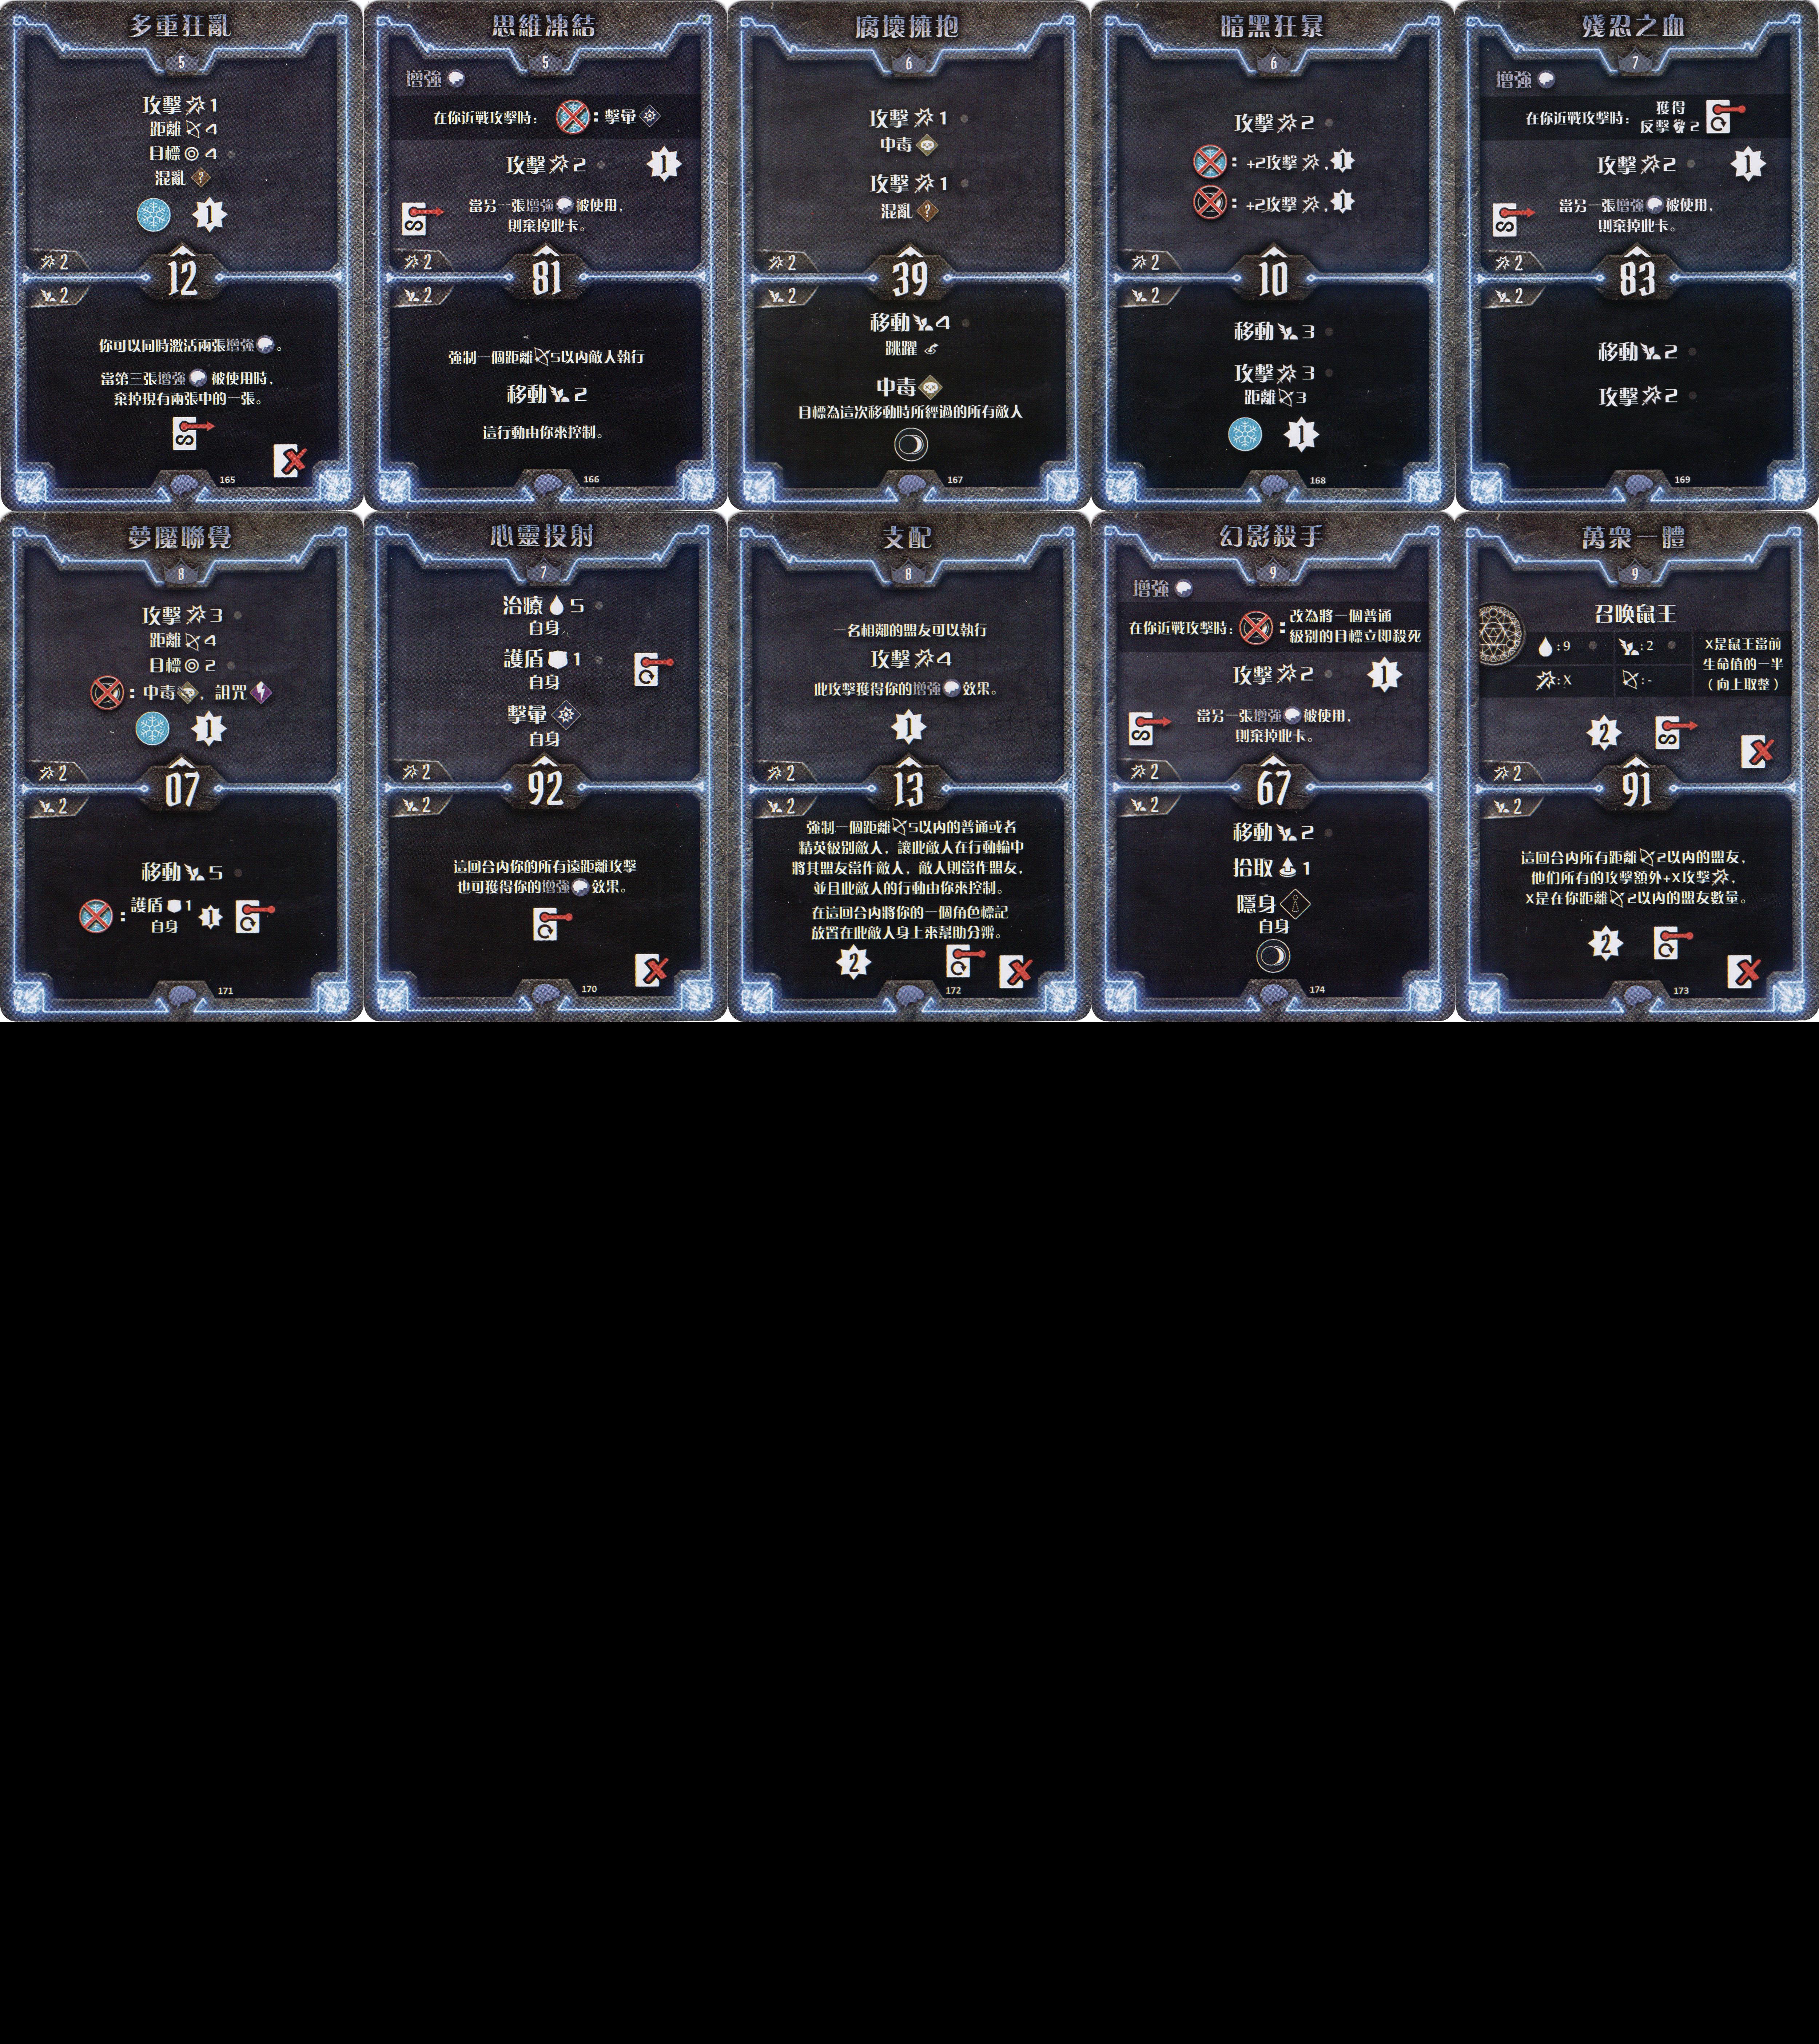 多重狂亂
5
攻擊 1
距離 4
目標 4
混亂
1
2
12
2
你可以同時激活兩張增強。
當第三張增強 被使用時,
棄掉現有兩張中的一張。
165
思維凍結
5
增強
在你近戰攻擊時: : 擊暈
攻擊 2
1
當另一張增強 被使用,
則棄掉此卡。
2
81
2
強制一個距離 5以內敵人執行
移動 2
這行動由你來控制。
166
腐壞擁抱
6
攻擊 1
中毒
攻擊 1
混亂
2
39
2
移動 4
跳躍
中毒
目標為這次移動時所經過的所有敵人
167
暗黑狂暴
6
攻擊 2
: +2攻擊 , 1
: +2攻擊 , 1
2
10
2
移動 3
攻擊 3
距離 3
1
168
殘忍之血
7
增強
在你近戰攻擊時: 獲得
反擊 2
攻擊 2
1
當另一張增強 被使用,
則棄掉此卡。
2
83
2
移動 2
攻擊 2
169
夢魘聯覺
8
攻擊 3
距離 4
目標 2
: 中毒 , 詛咒
1
2
07
2
移動 5
: 護盾 1 1
自身
171
心靈投射
7
治療 5
自身
護盾 1
自身
擊暈
自身
2
92
2
這回合內你的所有遠距離攻擊
也可獲得你的增強 效果。
170
支配
8
一名相鄰的盟友可以執行
攻擊 4
此攻擊獲得你的增強 效果。
1
2
13
2
強制一個距離 5以內的普通或者
精英級別敵人, 讓此敵人在行動輪中
將其盟友當作敵人, 敵人則當作盟友,
並且此敵人的行動由你來控制。
在這回合內將你的一個角色標記
放置在此敵人身上來幫助分辨。
2
172
幻影殺手
9
增強
在你近戰攻擊時: : 改為將一個普通
級別的目標立即殺死
攻擊 2
1
當另一張增強 被使用,
則棄掉此卡。
2
67
2
移動 2
拾取 1
隱身
自身
174
萬衆一體
9
召喚鼠王
:9
:2
:X
:-
X是鼠王當前
生命值的一半
(向上取整)
2
2
91
2
這回合內所有距離 2以內的盟友,
他们所有的攻擊額外+X攻擊 ,
X是在你距離 2以內的盟友數量。
2
173